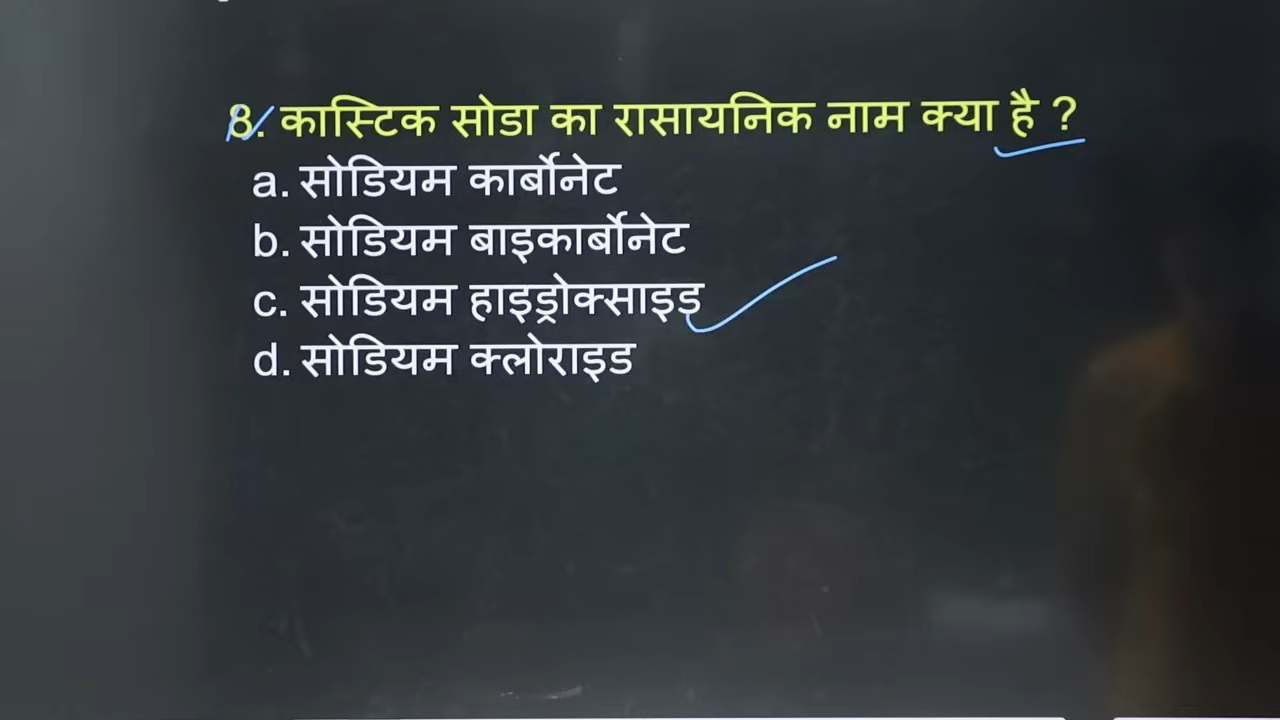 8. कास्टिक सोडा का रासायनिक नाम क्या है ?
a. सोडियम कार्बोनेट
b. सोडियम बाइकार्बोनेट
c. सोडियम हाइड्रोक्साइड
d. सोडियम क्लोराइड